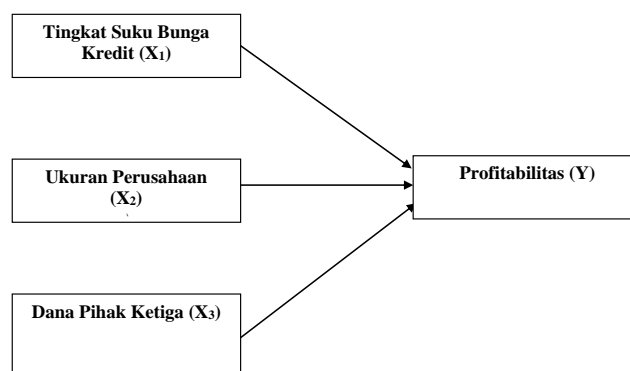 Tingkat Suku Bunga
Kredit (X₁)
Ukuran Perusahaan
(X₂)
Profitabilitas (Y)
Dana Pihak Ketiga (X₃)